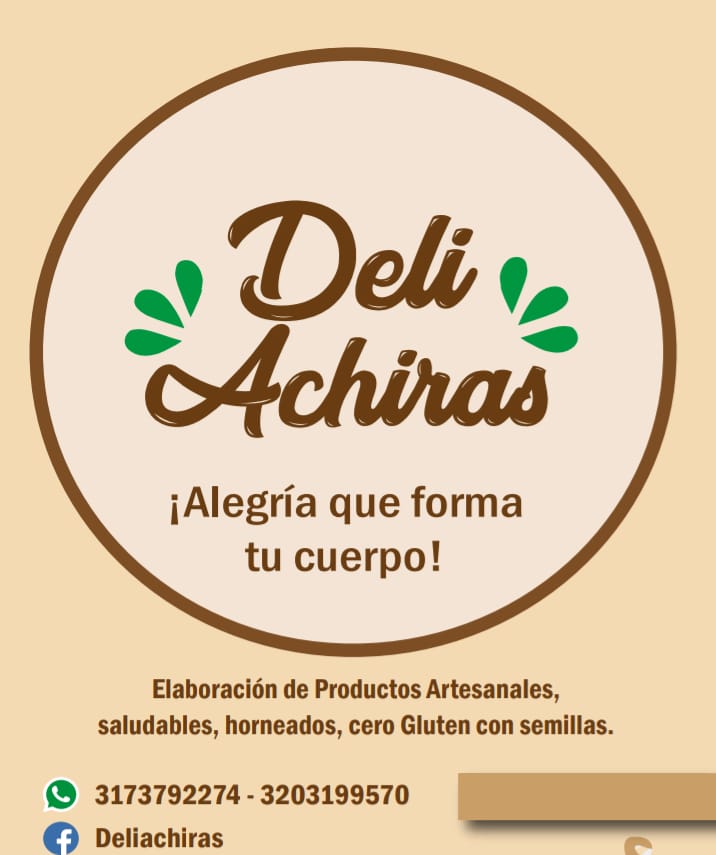 Deli
Achiras
¡Alegría que forma
tu cuerpo!
Elaboración de Productos Artesanales,
saludables, horneados, cero Gluten con semillas.
3173792274 - 3203199570
Deliachiras